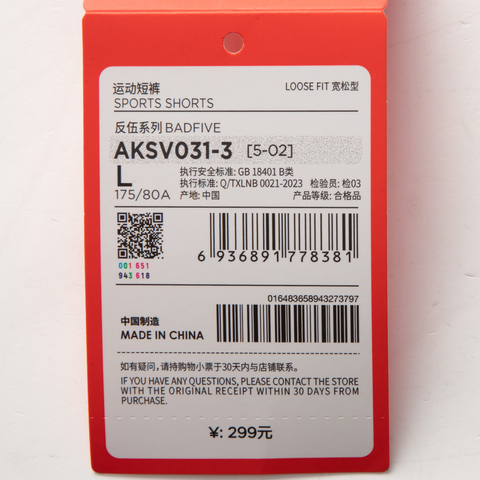 运动短裤
LOOSE FIT 宽松型
SPORTS SHORTS
反伍系列 BADFIVE
AKSV031-3 [5-02]
L
175/80A
执行安全标准: GB 18401 B类
执行标准: Q/TXLNB 0021-2023 检验员: 检03
产地: 中国 产品等级: 合格品
001 651
943 618
6 936891 778381
016483658943273797
中国制造
MADE IN CHINA
如有疑问，请持购物小票于30天内与店铺联系。
IF YOU HAVE ANY QUESTIONS, PLEASE CONTACT THE STORE
WITH THE ORIGINAL RECEIPT WITHIN 30 DAYS FROM
PURCHASE.
¥: 299元